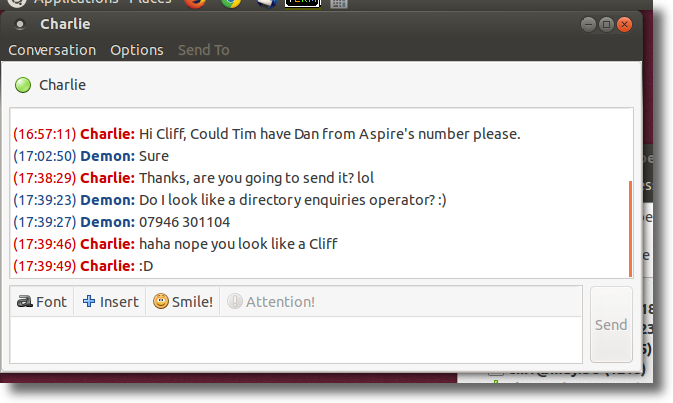 Applications Places
Charlie
Conversation Options Send To
Charlie
(16:57:11) Charlie: Hi Cliff, Could Tim have Dan from Aspire's number please.
(17:02:50) Demon: Sure
(17:38:29) Charlie: Thanks, are you going to send it? lol
(17:39:23) Demon: Do I look like a directory enquiries operator? :)
(17:39:27) Demon: 07946 301104
(17:39:46) Charlie: haha nope you look like a Cliff
(17:39:49) Charlie: :D
Font Insert Smile! Attention!
Send